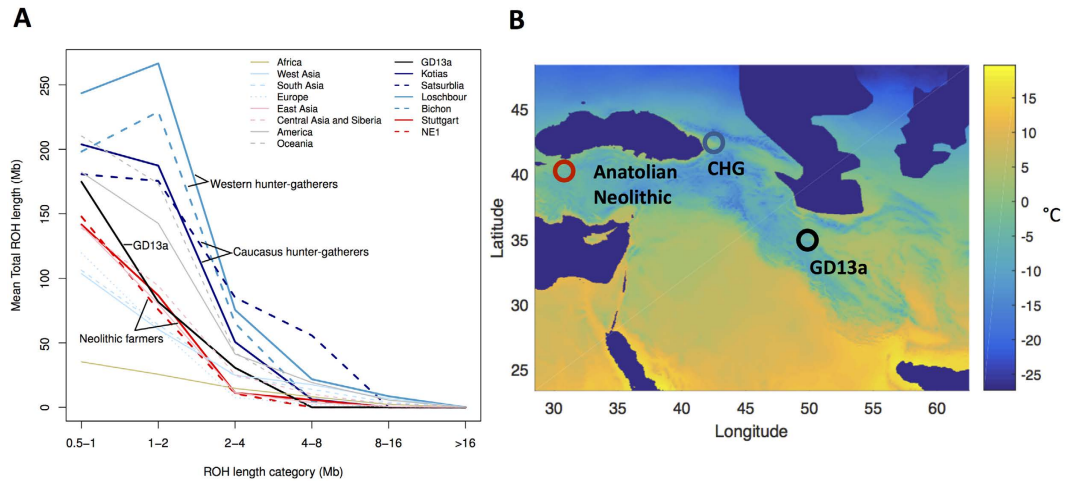 A
Mean Total ROH length (Mb)
250
200
150
100
50
0
Africa
West Asia
South Asia
Europe
East Asia
Central Asia and Siberia
America
Oceania
GD13a
Kotias
Satsurblia
Loschbour
Bichon
Stuttgart
NE1
Western hunter-gatherers
GD13a
Caucasus hunter-gatherers
Neolithic farmers
0.5–1
1–2
2–4
4–8
8–16
>16
ROH length category (Mb)
B
Latitude
45
40
35
30
25
Anatolian
Neolithic
CHG
GD13a
30
35
40
45
50
55
60
Longitude
15
10
5
0
-5
-10
-15
-20
-25
°C